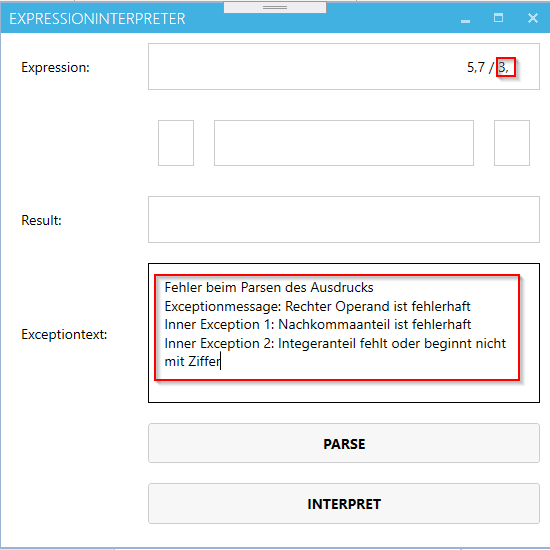 EXPRESSIONINTERPRETER
Expression:
5,7 / 3,
Result:
Exceptiontext:
Fehler beim Parsen des Ausdrucks
Exceptionmessage: Rechter Operand ist fehlerhaft
Inner Exception 1: Nachkommaanteil ist fehlerhaft
Inner Exception 2: Integeranteil fehlt oder beginnt nicht
mit Ziffer
PARSE
INTERPRET